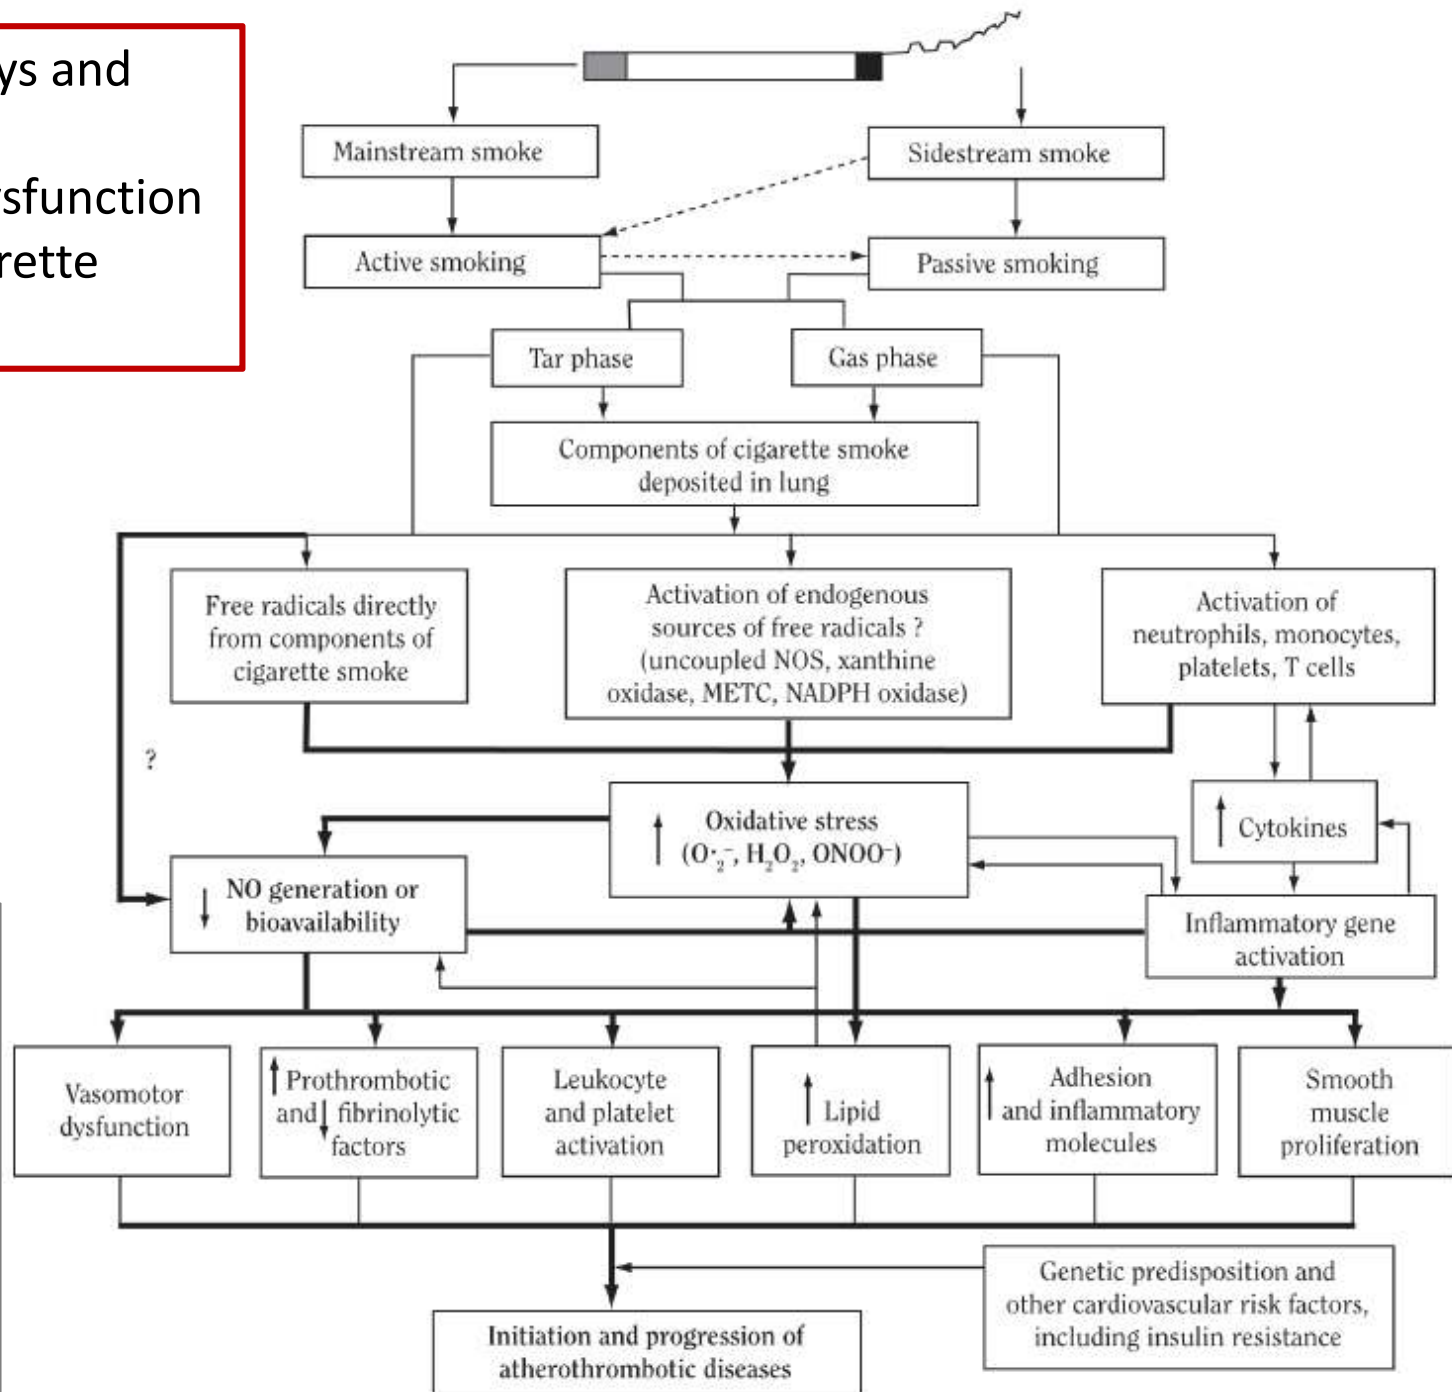 ys and
sfunction
rette
Mainstream smoke
Sidestream smoke
Active smoking
Passive smoking
Tar phase
Gas phase
Components of cigarette smoke
deposited in lung
Free radicals directly
from components of
cigarette smoke
Activation of endogenous
sources of free radicals ?
(uncoupled NOS, xanthine
oxidase, METC, NADPH oxidase)
Activation of
neutrophils, monocytes,
platelets, T cells
?
↑ Oxidative stress
(O·₂⁻, H₂O₂, ONOO⁻)
↑ Cytokines
↓ NO generation or
bioavailability
Inflammatory gene
activation
Vasomotor
dysfunction
↑ Prothrombotic
and ↓ fibrinolytic
factors
Leukocyte
and platelet
activation
↑ Lipid
peroxidation
↑ Adhesion
and inflammatory
molecules
Smooth
muscle
proliferation
Genetic predisposition and
other cardiovascular risk factors,
including insulin resistance
Initiation and progression of
atherothrombotic diseases